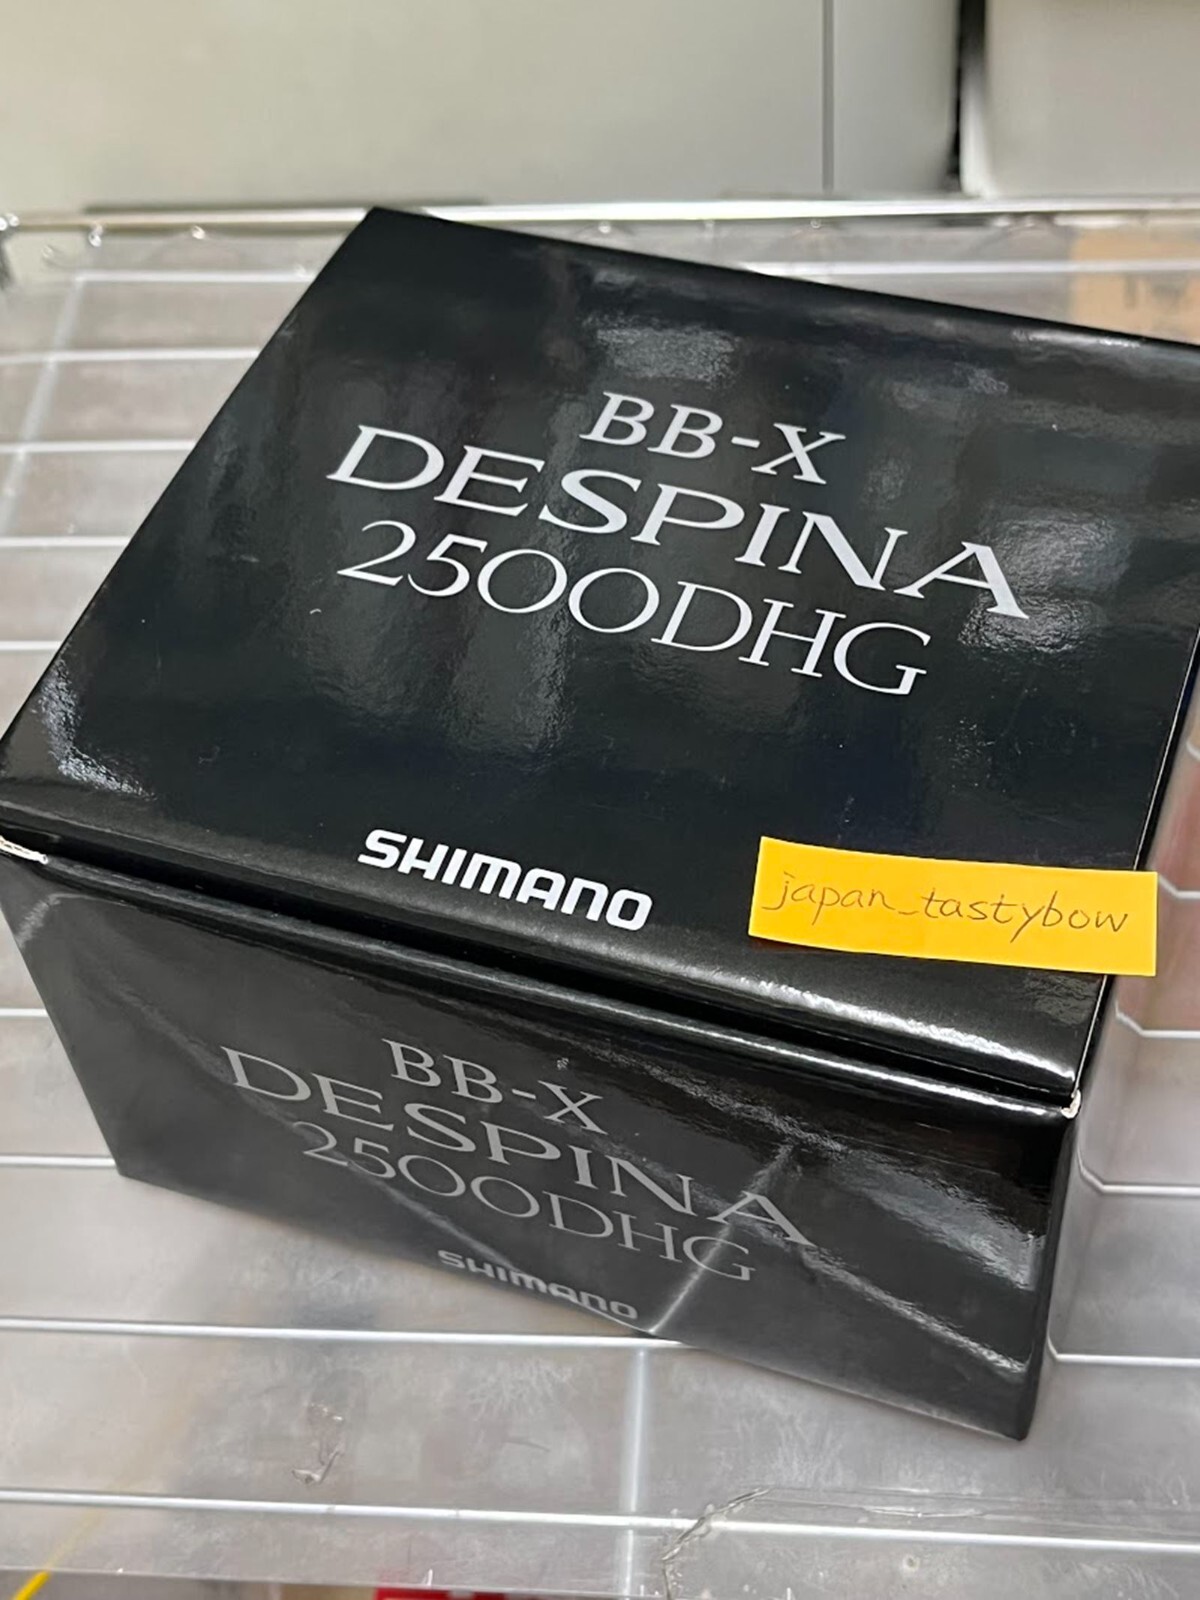 BB-X
DESPINA
2500DHG
SHIMANO
japan_tastybow
BB-X
DESPINA
2500DHG
SHIMANO